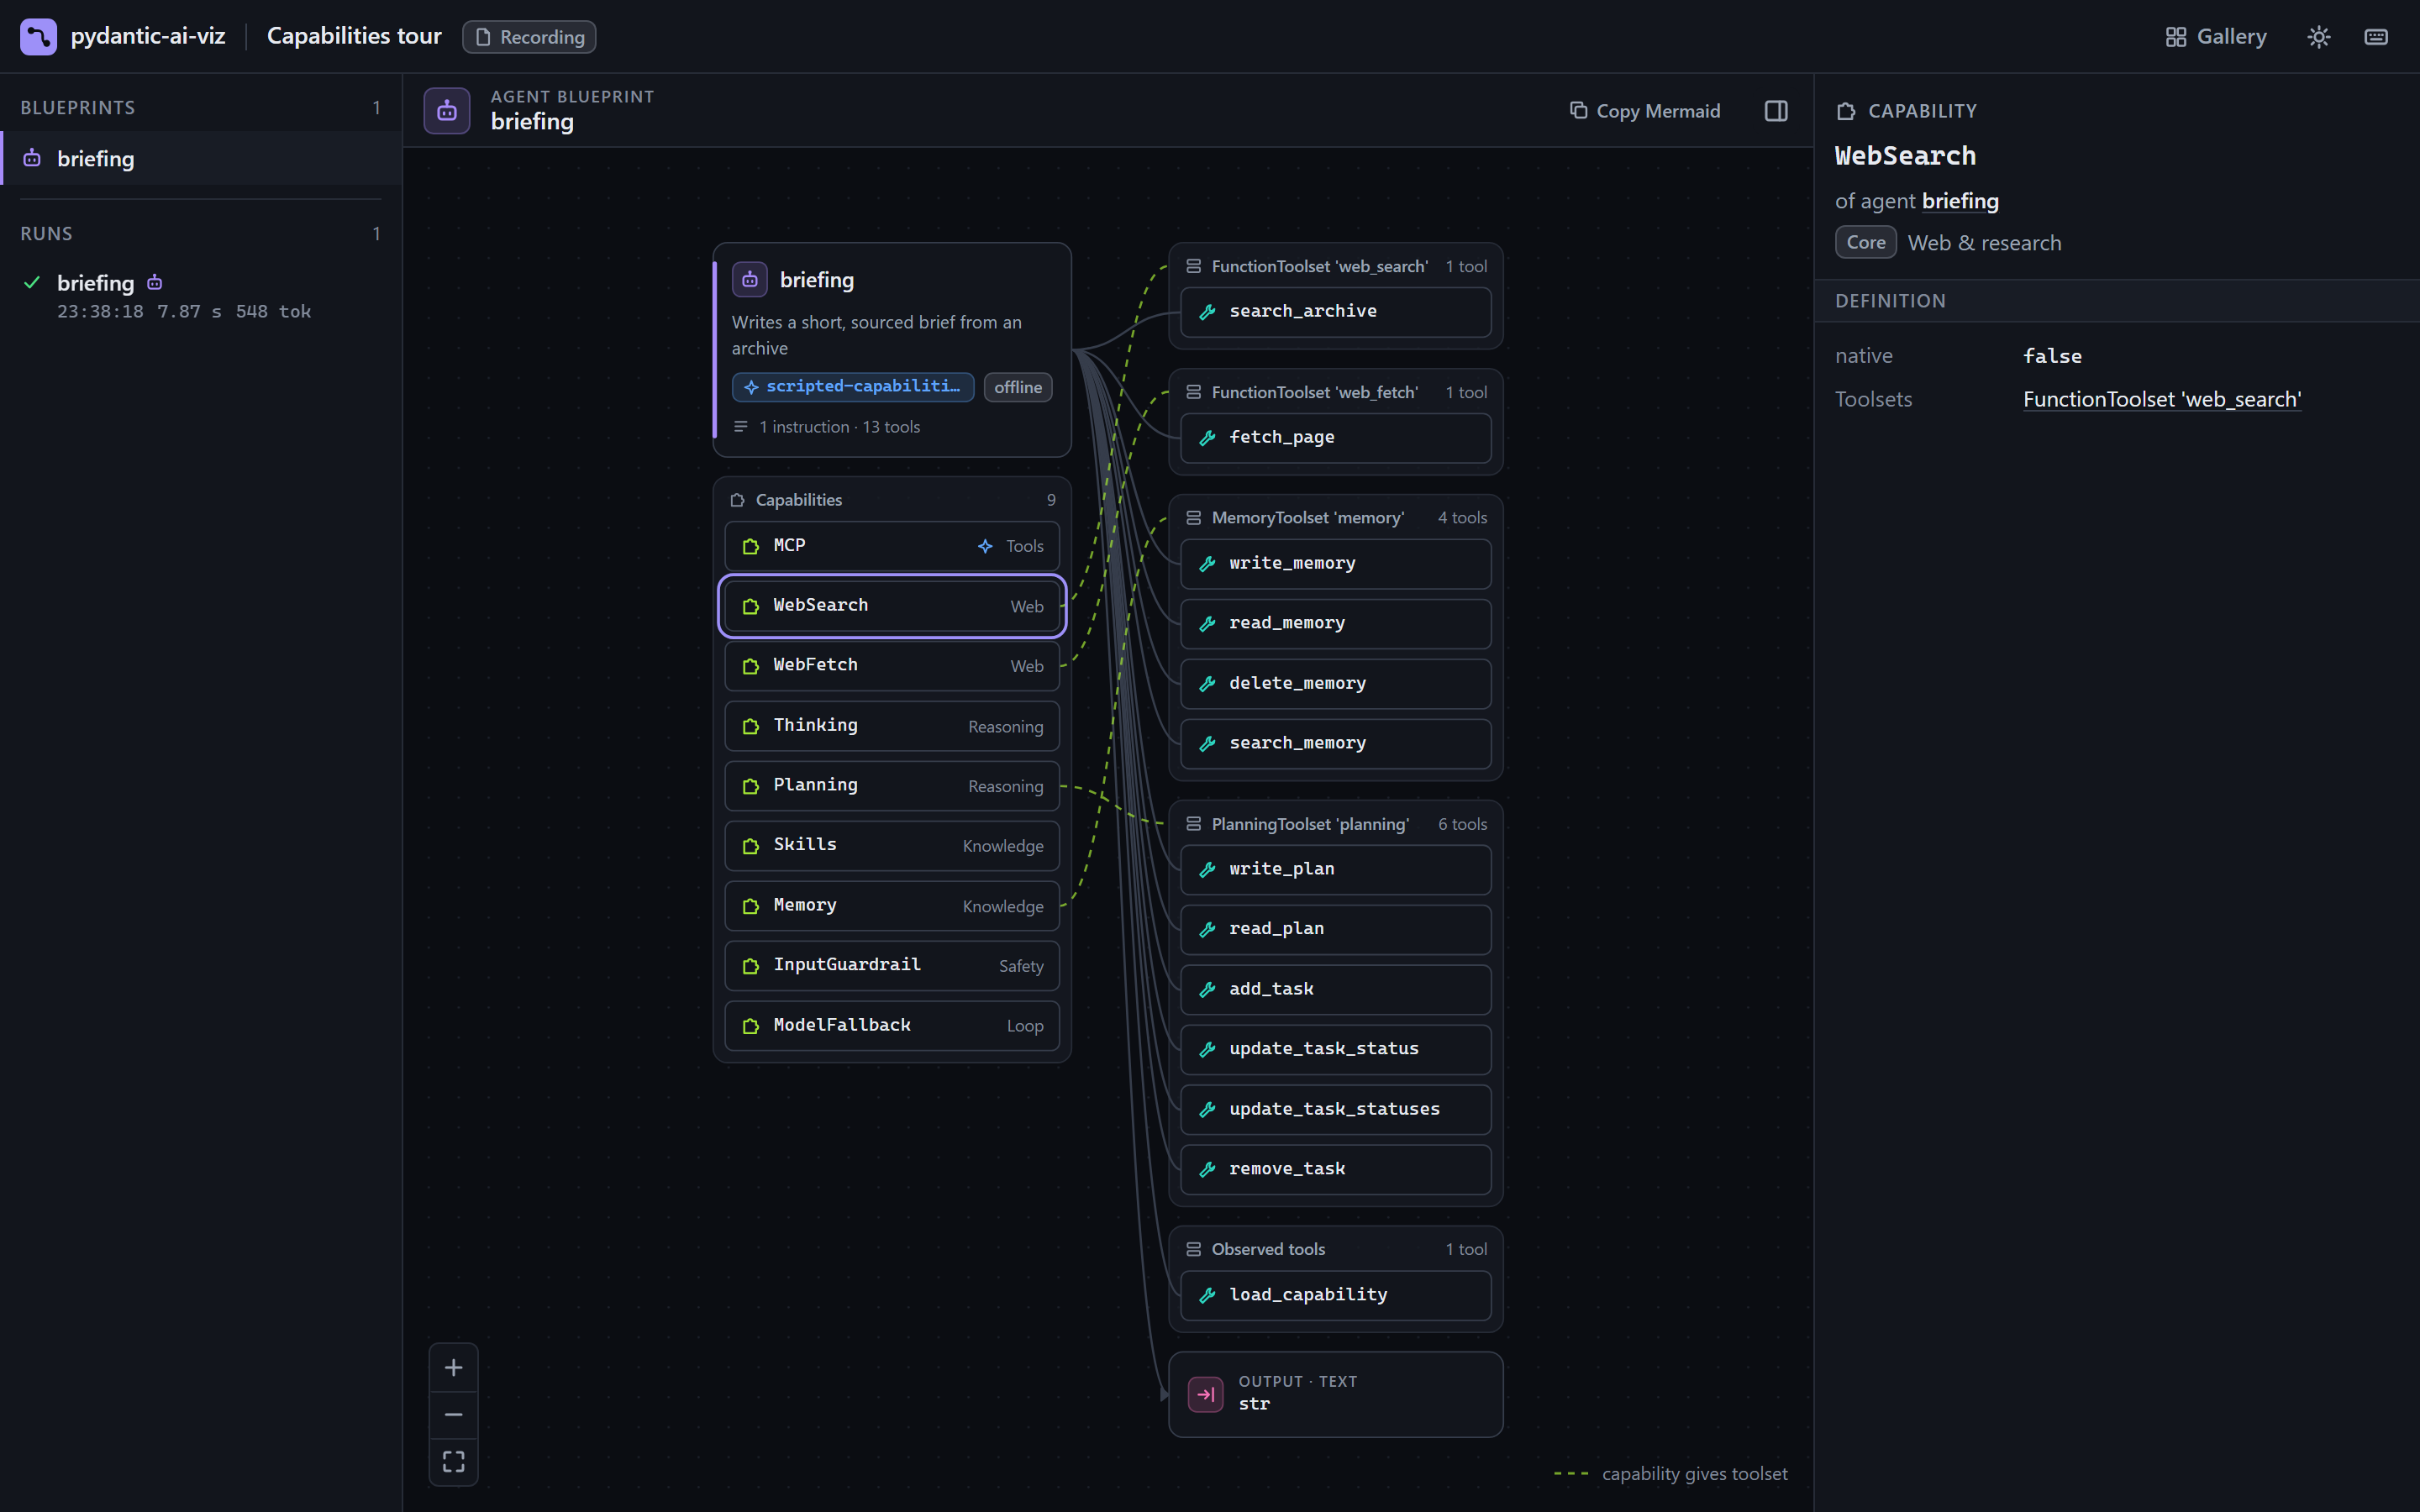 pydantic-ai-viz
Capabilities tour
Recording
Gallery
BLUEPRINTS 1
briefing
RUNS 1
briefing
23:38:18 7.87 s 548 tok
AGENT BLUEPRINT
briefing
Copy Mermaid
briefing
Writes a short, sourced brief from an
archive
scripted-capabiliti…
offline
1 instruction · 13 tools
Capabilities 9
MCP Tools
WebSearch Web
WebFetch Web
Thinking Reasoning
Planning Reasoning
Skills Knowledge
Memory Knowledge
InputGuardrail Safety
ModelFallback Loop
FunctionToolset 'web_search' 1 tool
search_archive
FunctionToolset 'web_fetch' 1 tool
fetch_page
MemoryToolset 'memory' 4 tools
write_memory
read_memory
delete_memory
search_memory
PlanningToolset 'planning' 6 tools
write_plan
read_plan
add_task
update_task_status
update_task_statuses
remove_task
Observed tools 1 tool
load_capability
OUTPUT · TEXT
str
capability gives toolset
CAPABILITY
WebSearch
of agent briefing
Core Web & research
DEFINITION
native false
Toolsets FunctionToolset 'web_search'